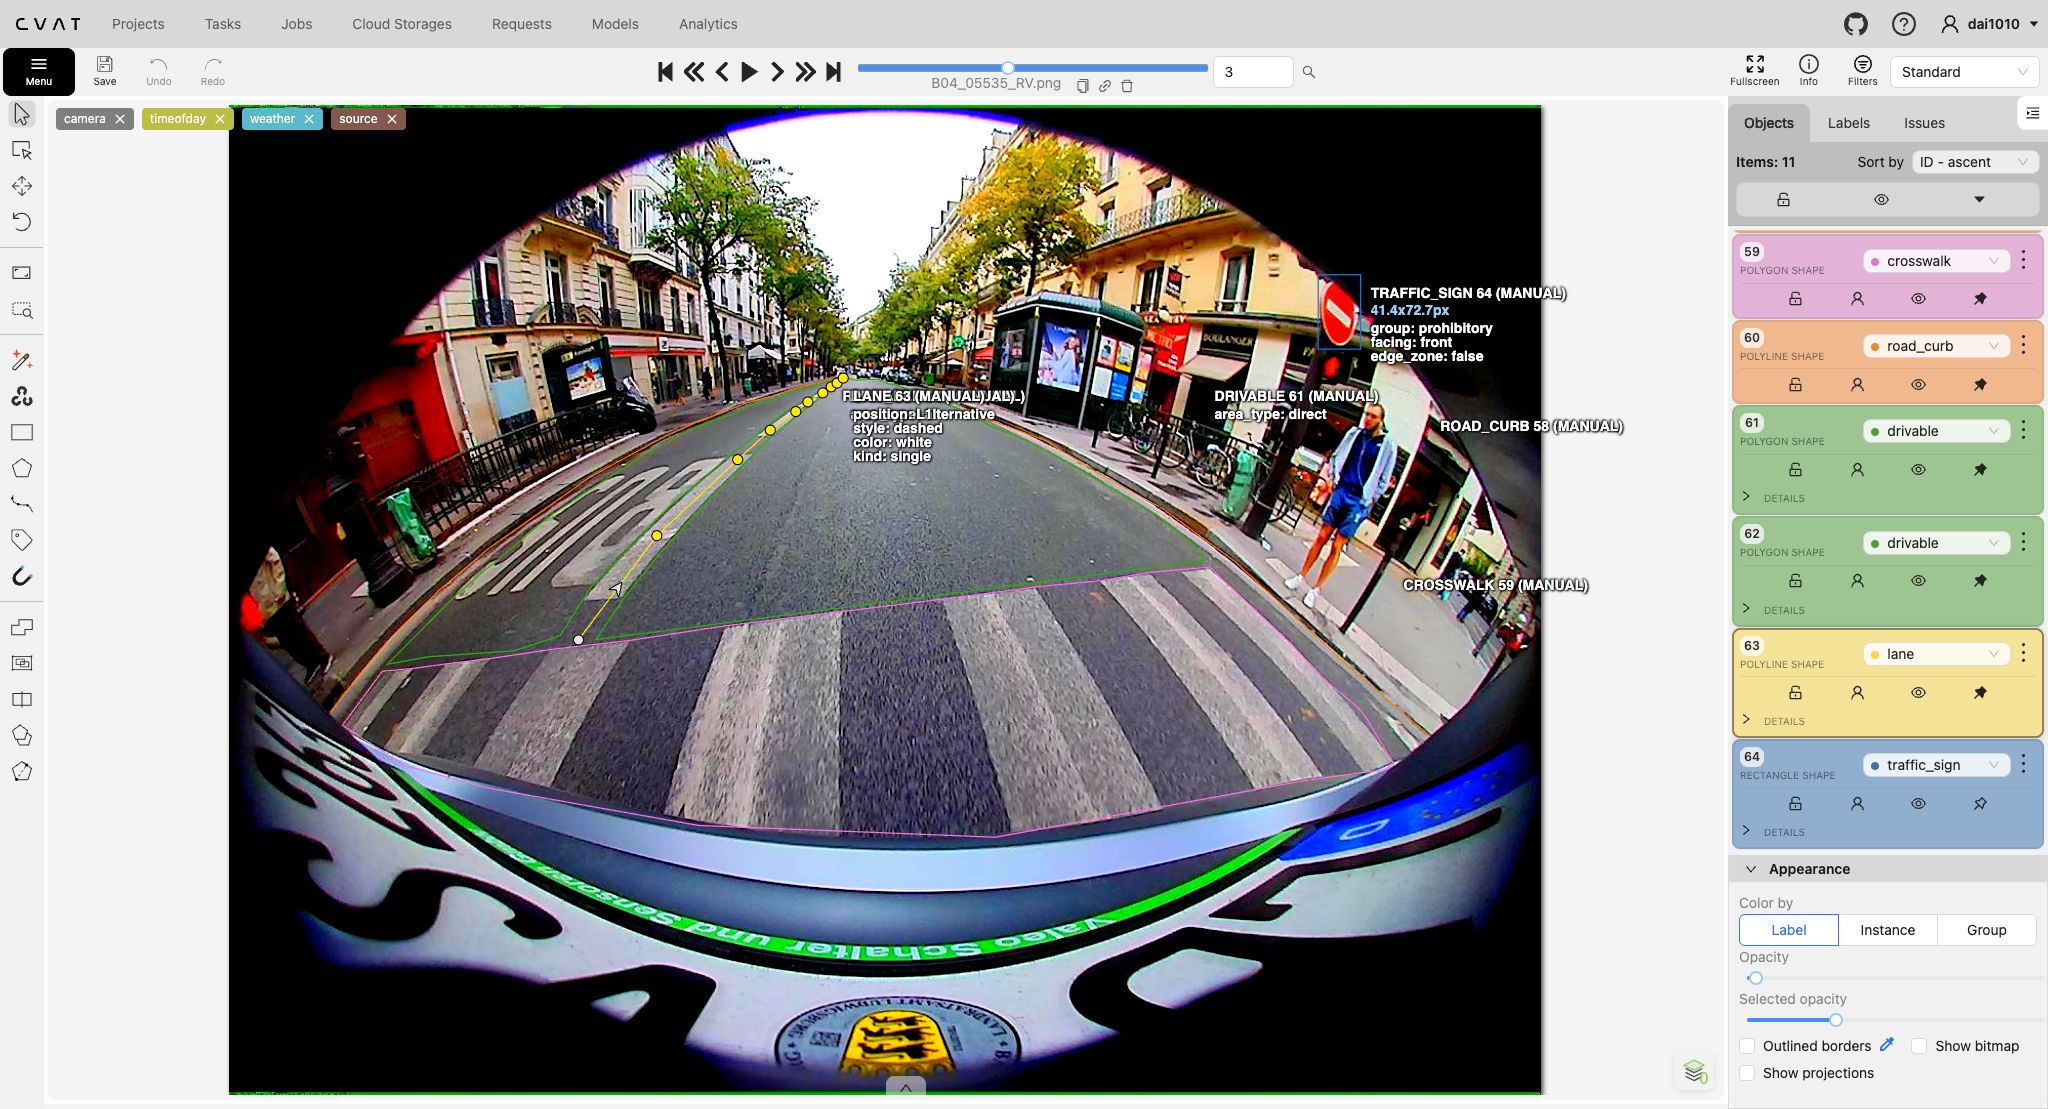 CVAT Projects Tasks Jobs Cloud Storages Requests Models Analytics dai1010
Menu Save Undo Redo
B04_05535_RV.png
3
Fullscreen Info Filters Standard
camera timeofday weather source
TRAFFIC_SIGN 64 (MANUAL)
41.4x72.7px
group: prohibitory
facing: front
edge_zone: false
LANE 63 (MANUAL)
style: dashed
color: white
kind: single
DRIVABLE 61 (MANUAL)
area_type: direct
ROAD_CURB 58 (MANUAL)
CROSSWALK 59 (MANUAL)
BOULANGER
Valeo Schalter und Sensoren
Objects Labels Issues
Items: 11 Sort by ID - ascent
59 crosswalk
POLYGON SHAPE
60 road_curb
POLYLINE SHAPE
61 drivable
POLYGON SHAPE
DETAILS
62 drivable
POLYGON SHAPE
DETAILS
63 lane
POLYLINE SHAPE
DETAILS
64 traffic_sign
RECTANGLE SHAPE
DETAILS
Appearance
Color by
Label Instance Group
Opacity
Selected opacity
Outlined borders Show bitmap
Show projections
0